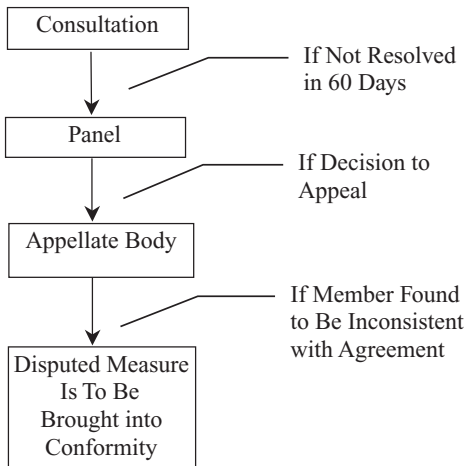 Consultation
If Not Resolved
in 60 Days
Panel
If Decision to
Appeal
Appellate Body
If Member Found
to Be Inconsistent
with Agreement
Disputed Measure
Is To Be
Brought into
Conformity